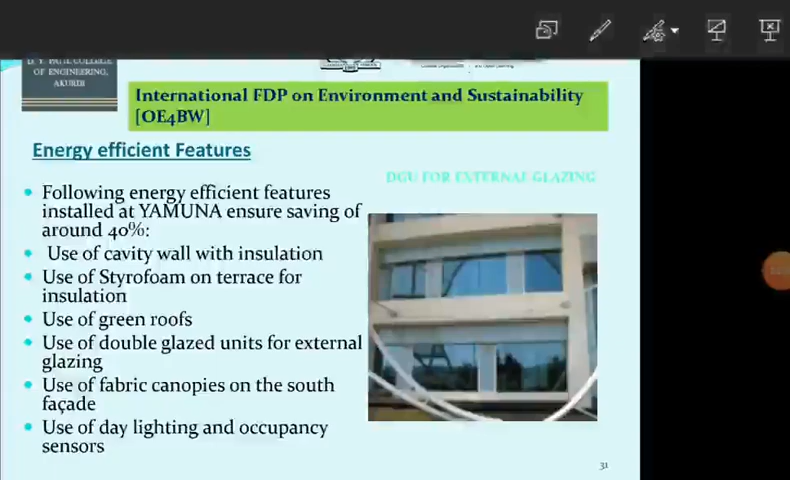 D. Y. PATIL COLLEGE
OF ENGINEERING,
AKURDI
International FDP on Environment and Sustainability
[OE4BW]
Energy efficient Features
DGU FOR EXTERNAL GLAZING
• Following energy efficient features
installed at YAMUNA ensure saving of
around 40%:
• Use of cavity wall with insulation
• Use of Styrofoam on terrace for
insulation
• Use of green roofs
• Use of double glazed units for external
glazing
• Use of fabric canopies on the south
façade
• Use of day lighting and occupancy
sensors
31